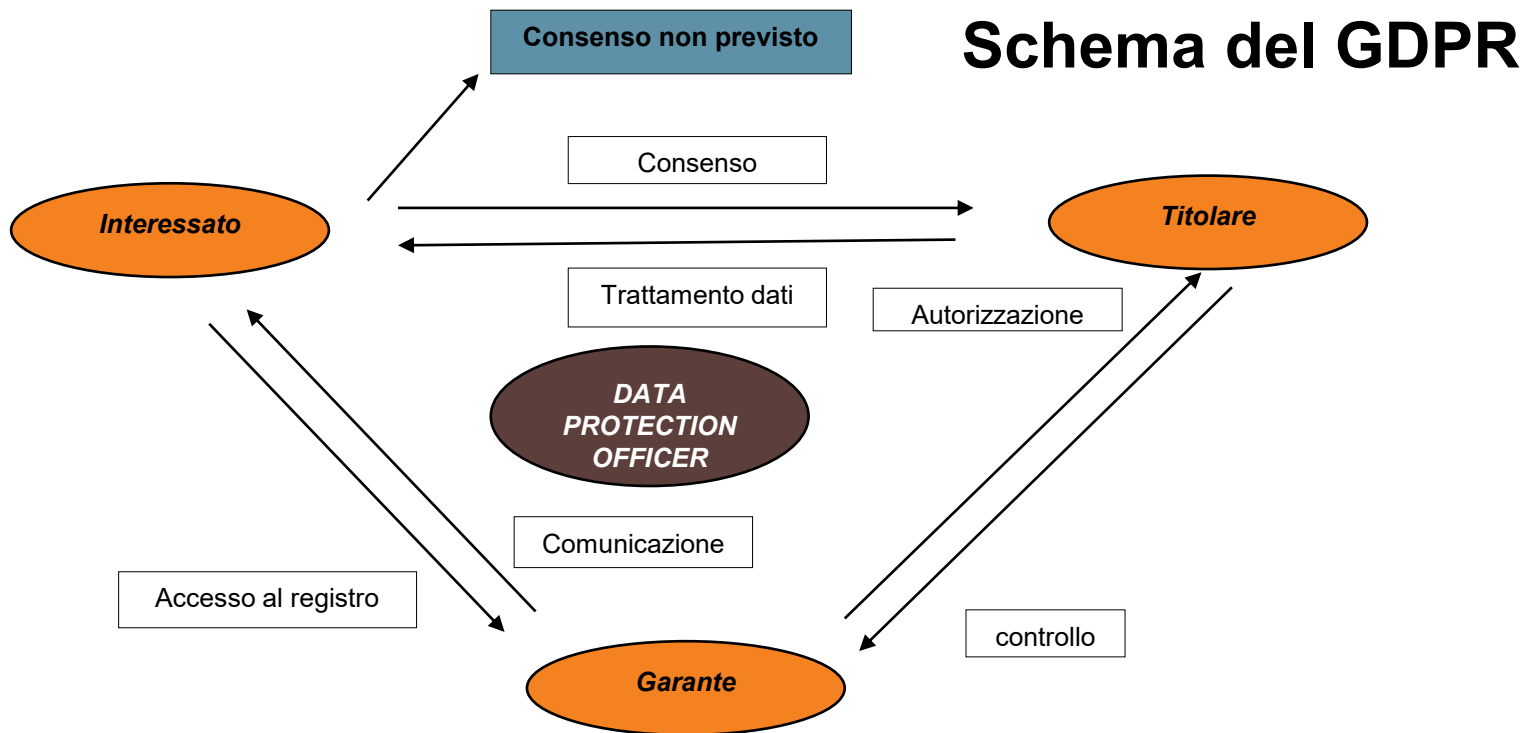 Consenso non previsto
Schema del GDPR
Consenso
Interessato
Titolare
Trattamento dati
Autorizzazione
DATA
PROTECTION
OFFICER
Comunicazione
Accesso al registro
controllo
Garante